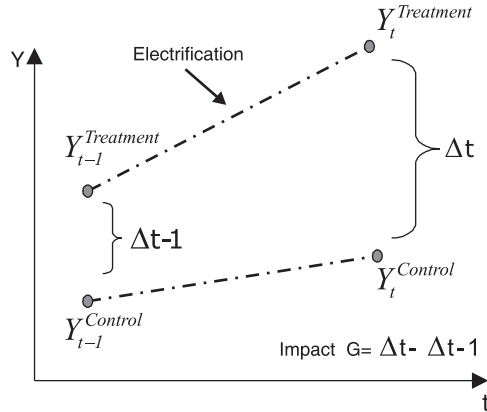 Y_t^{Treatment}
Y
Electrification
Y_{t-1}^{Treatment}
Δt
Δt-1
Y_{t-1}^{Control}
Y_t^{Control}
Impact G= Δt- Δt-1
t